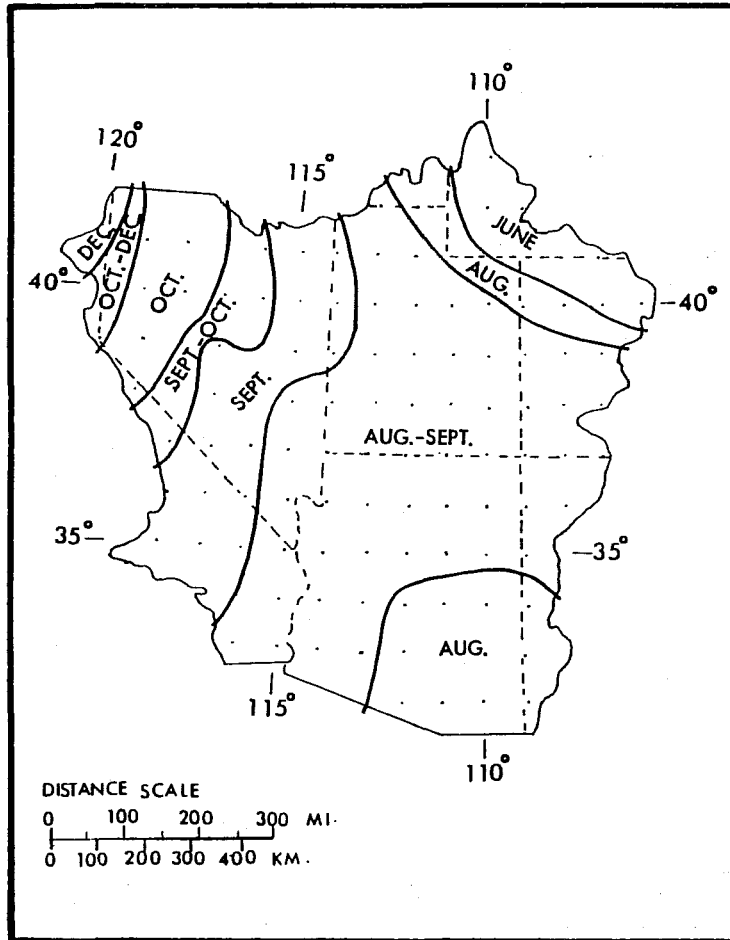 110°
120°
115°
JUNE
DEC.
OCT.-DEC.
40°
OCT.
AUG.
40°
SEPT.-OCT.
SEPT.
AUG.-SEPT.
35°
35°
AUG.
115°
110°
DISTANCE SCALE
0 100 200 300 MI.
0 100 200 300 400 KM.